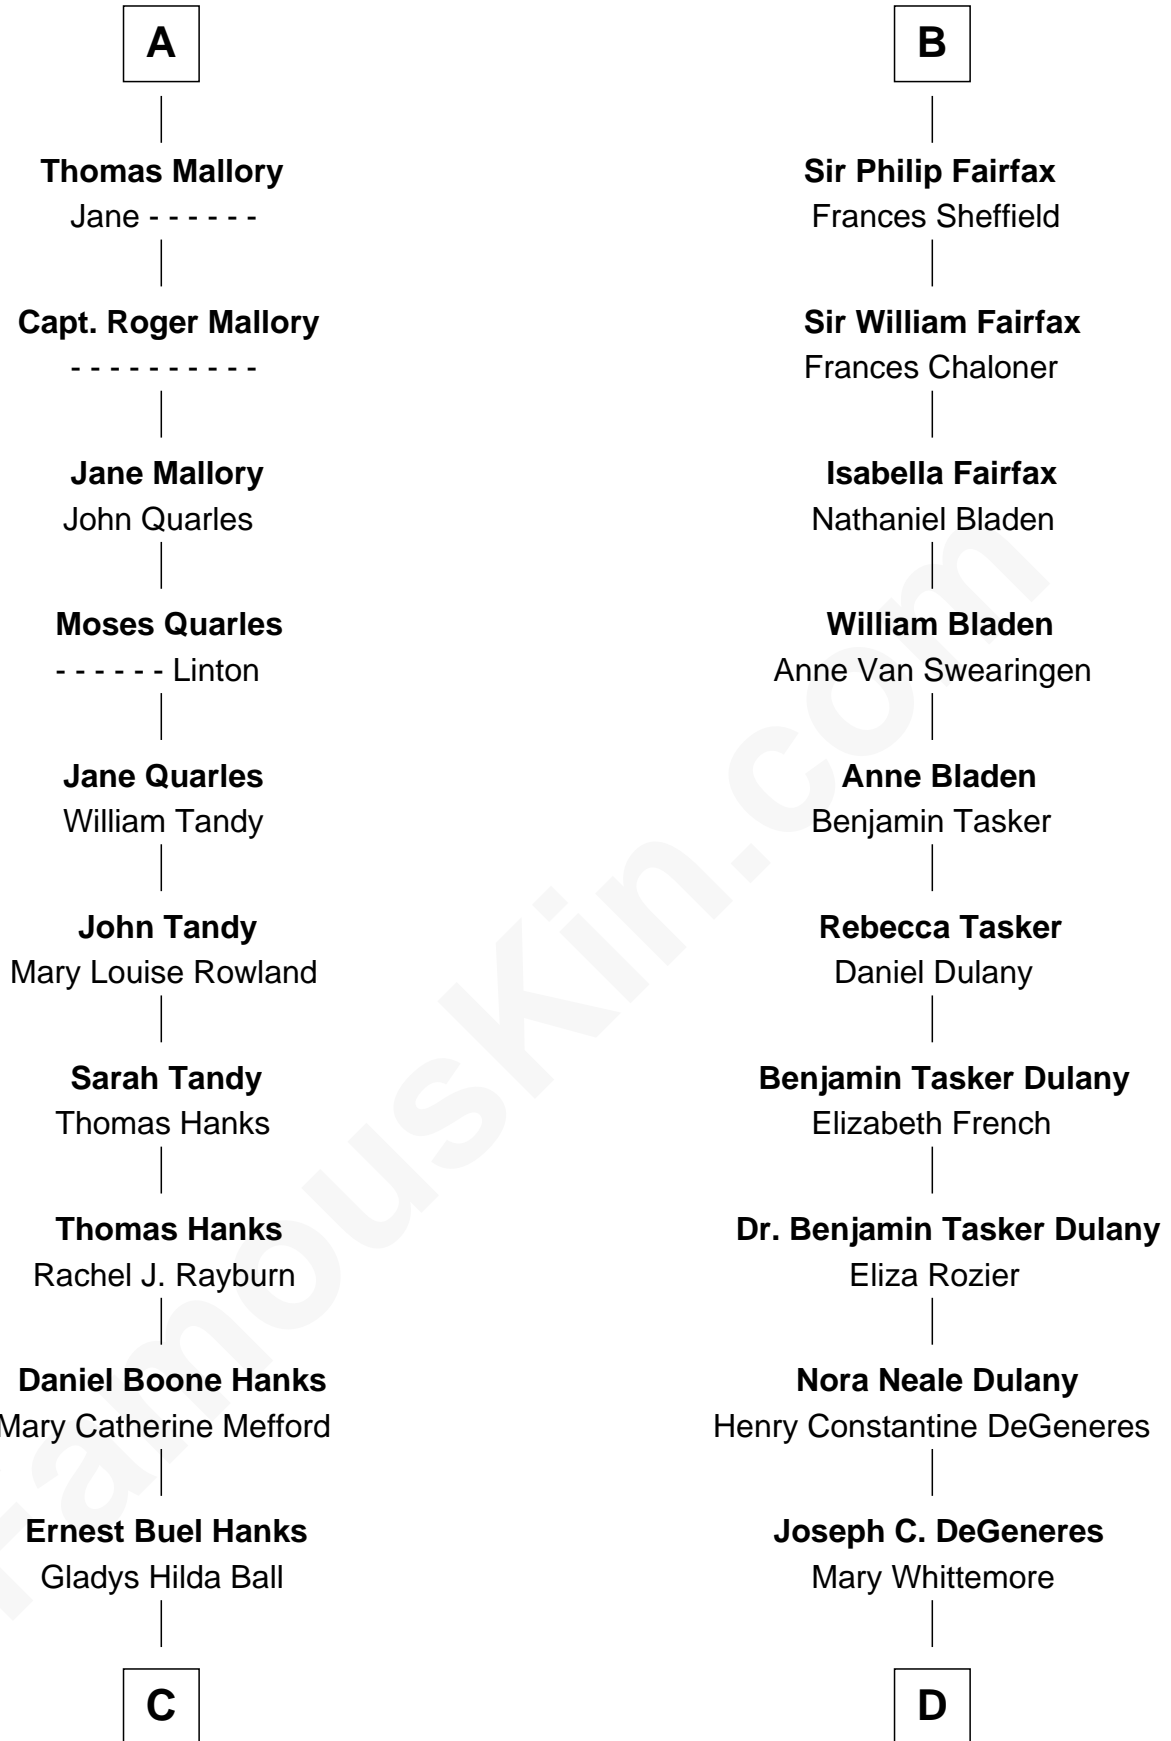 A
Thomas Mallory
Jane - - - - - -
Capt. Roger Mallory
- - - - - - - - - -
Jane Mallory
John Quarles
Moses Quarles
- - - - - - Linton
Jane Quarles
William Tandy
John Tandy
Mary Louise Rowland
Sarah Tandy
Thomas Hanks
Thomas Hanks
Rachel J. Rayburn
Daniel Boone Hanks
Mary Catherine Mefford
Ernest Buel Hanks
Gladys Hilda Ball
C
B
Sir Philip Fairfax
Frances Sheffield
Sir William Fairfax
Frances Chaloner
Isabella Fairfax
Nathaniel Bladen
William Bladen
Anne Van Swearingen
Anne Bladen
Benjamin Tasker
Rebecca Tasker
Daniel Dulany
Benjamin Tasker Dulany
Elizabeth French
Dr. Benjamin Tasker Dulany
Eliza Rozier
Nora Neale Dulany
Henry Constantine DeGeneres
Joseph C. DeGeneres
Mary Whittemore
D
FamousKin.com